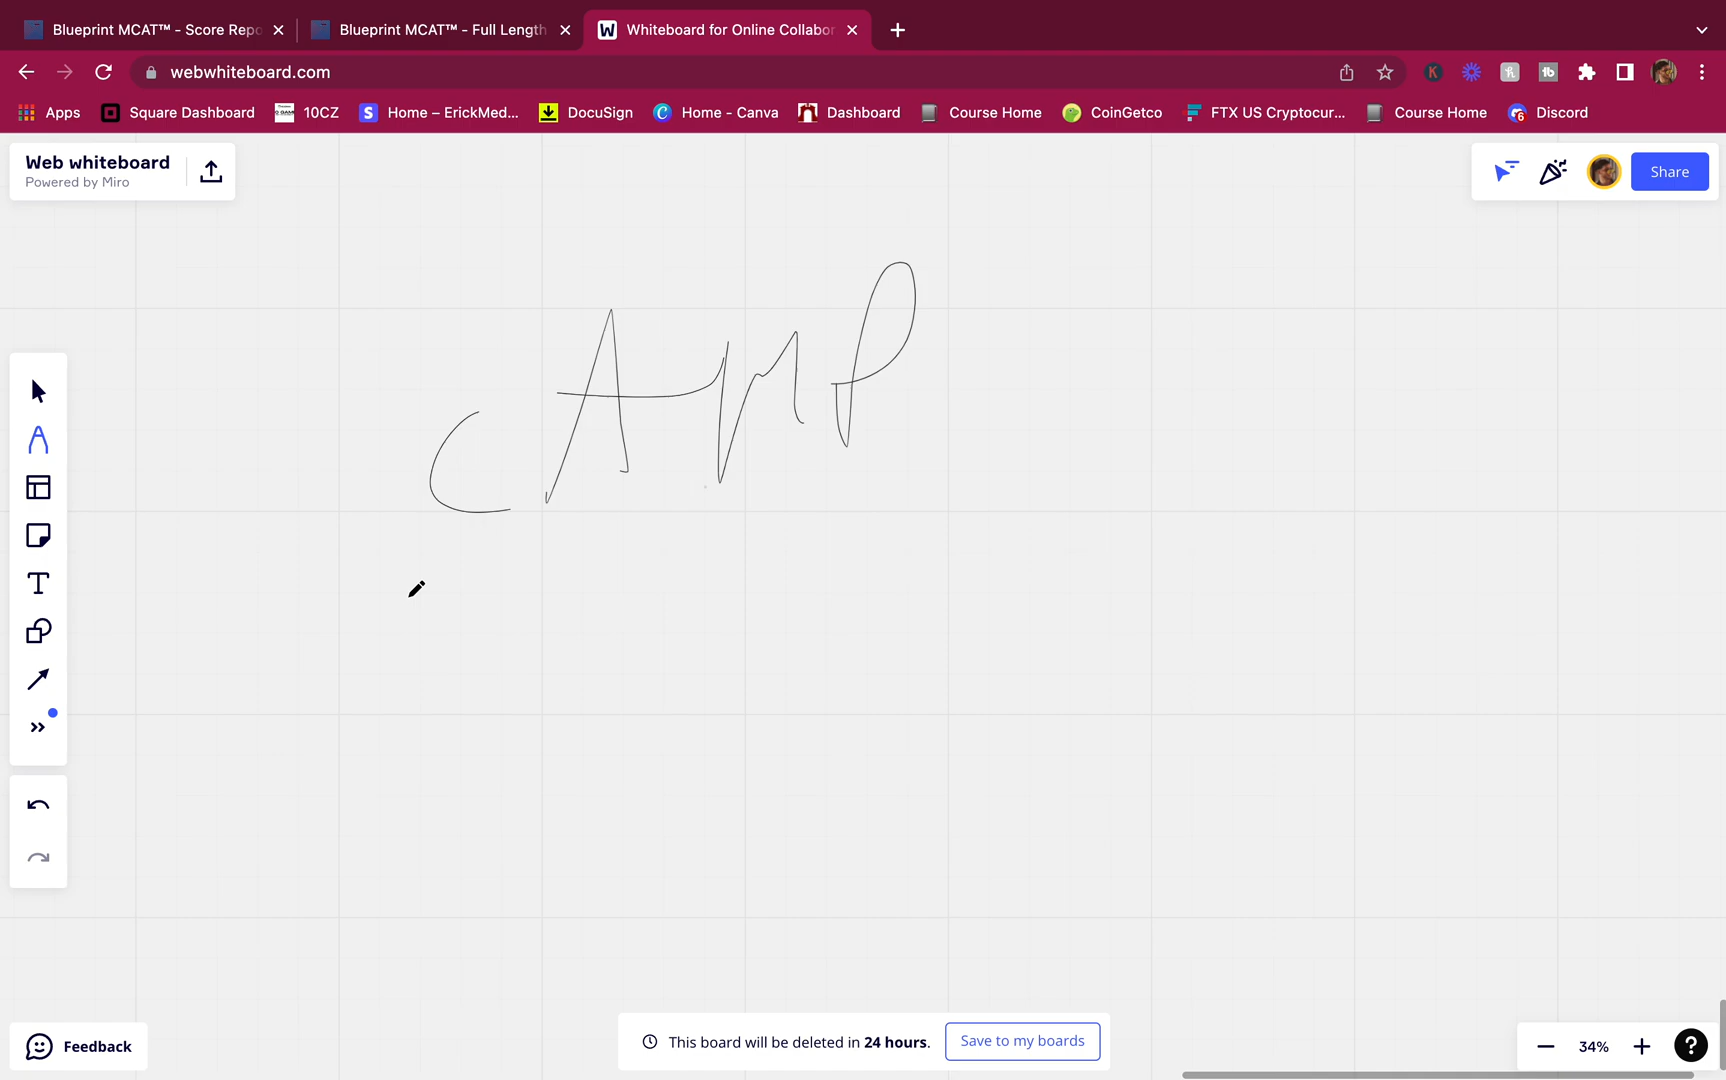 Blueprint MCAT™ - Score Repo
Blueprint MCAT™ - Full Length
W Whiteboard for Online Collabor
webwhiteboard.com
Apps
Square Dashboard
10CZ
S Home – ErickMed...
DocuSign
C Home - Canva
Dashboard
Course Home
CoinGetco
FTX US Cryptocur...
Course Home
6 Discord
Web whiteboard
Powered by Miro
Share
cAMP
T
Feedback
This board will be deleted in 24 hours.
Save to my boards
34%
?